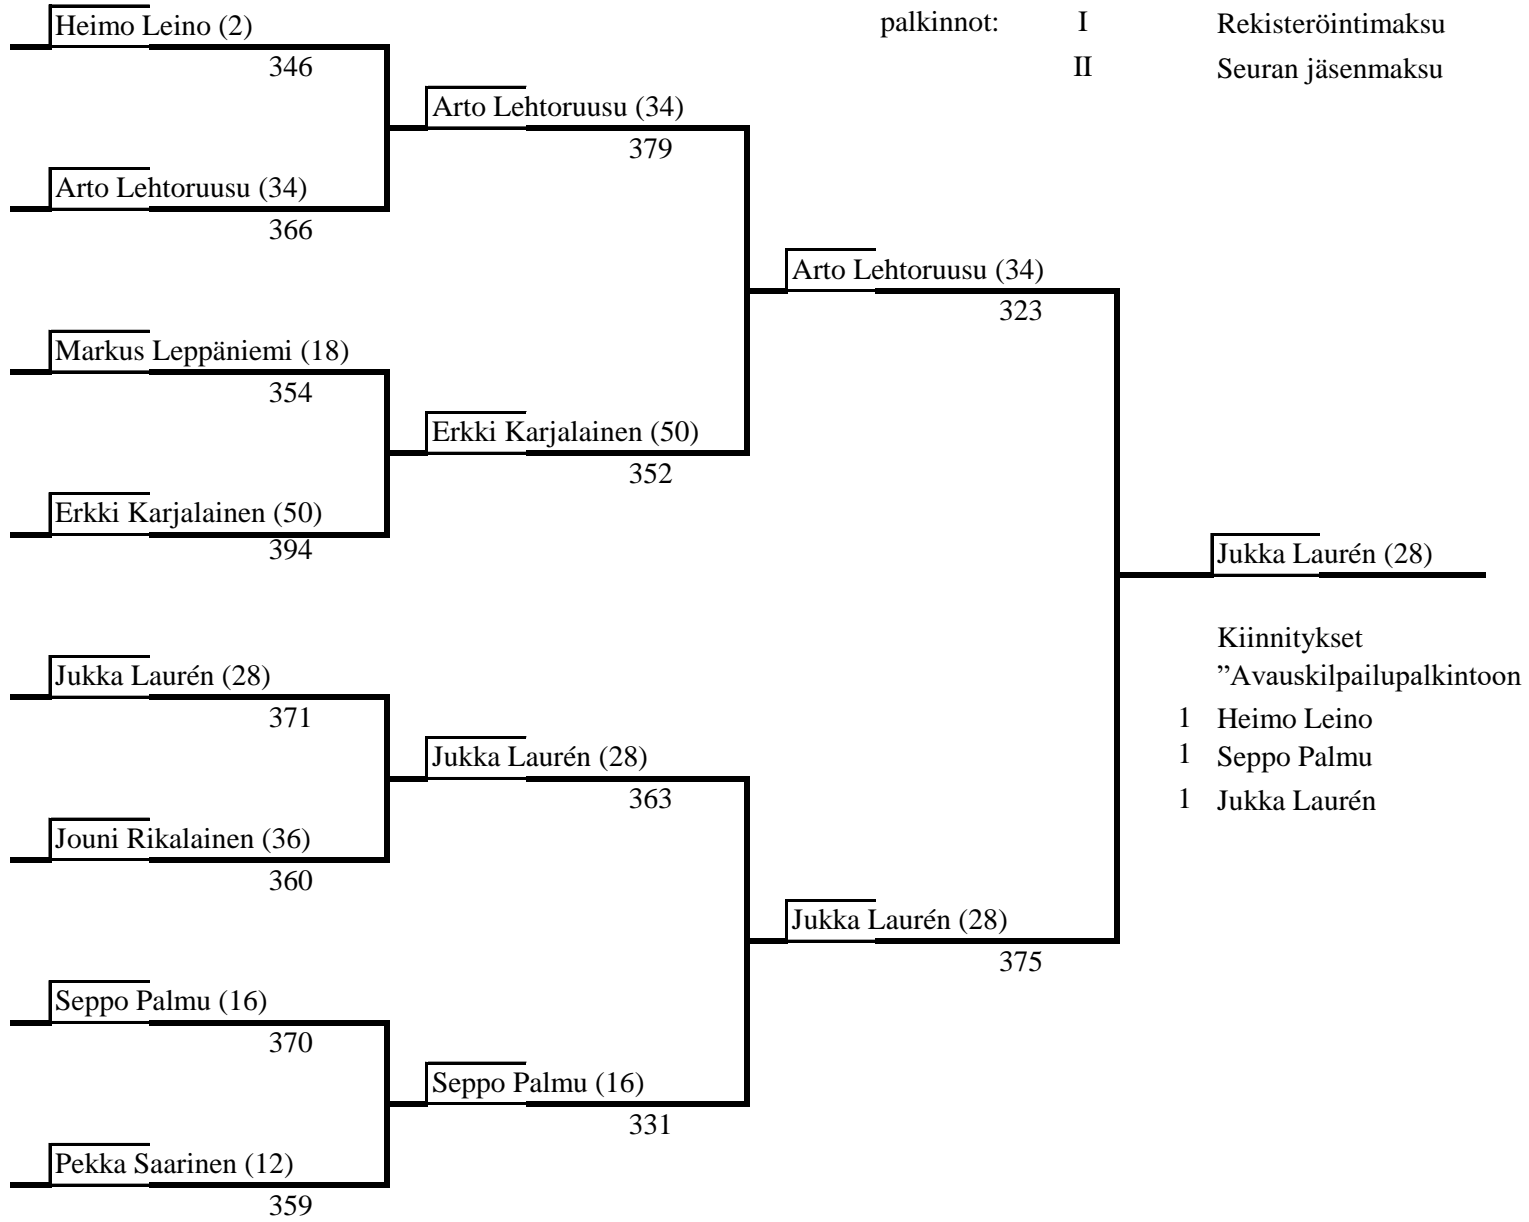 Heimo Leino (2)
346
Arto Lehtoruusu (34)
366
Markus Leppäniemi (18)
354
Erkki Karjalainen (50)
394
Jukka Laurén (28)
371
Jouni Rikalainen (36)
360
Seppo Palmu (16)
370
Pekka Saarinen (12)
359
Arto Lehtoruusu (34)
379
Erkki Karjalainen (50)
352
Jukka Laurén (28)
363
Seppo Palmu (16)
331
Arto Lehtoruusu (34)
323
Jukka Laurén (28)
375
palkinnot: I Rekisteröintimaksu
II Seuran jäsenmaksu
Jukka Laurén (28)
Kiinnitykset
”Avauskilpailupalkintoon
1 Heimo Leino
1 Seppo Palmu
1 Jukka Laurén